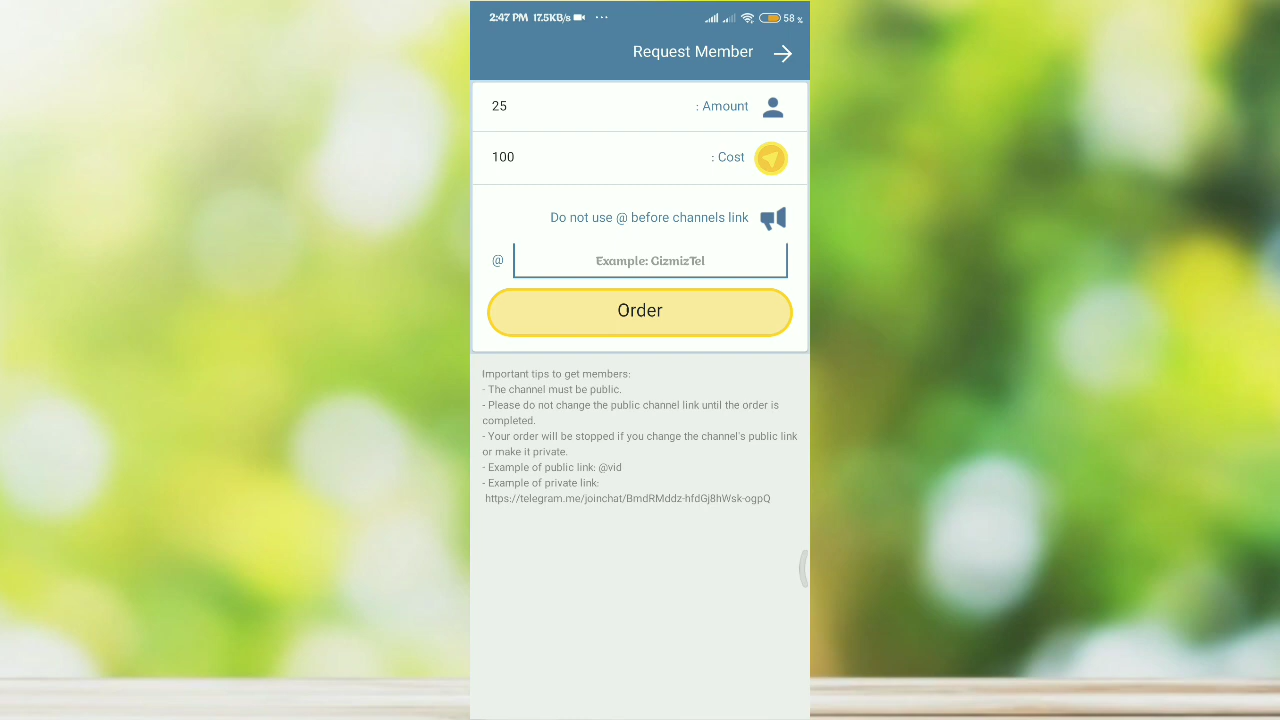 2:47 PM 17.5KB/s ... 58 %
Request Member
25 : Amount
100 : Cost
Do not use @ before channels link
@ Example: GizmizTel
Order
Important tips to get members:
- The channel must be public.
- Please do not change the public channel link until the order is
completed.
- Your order will be stopped if you change the channel's public link
or make it private.
- Example of public link: @vid
- Example of private link:
https://telegram.me/joinchat/BmdRMddz-hfdGj8hWsk-ogpQ